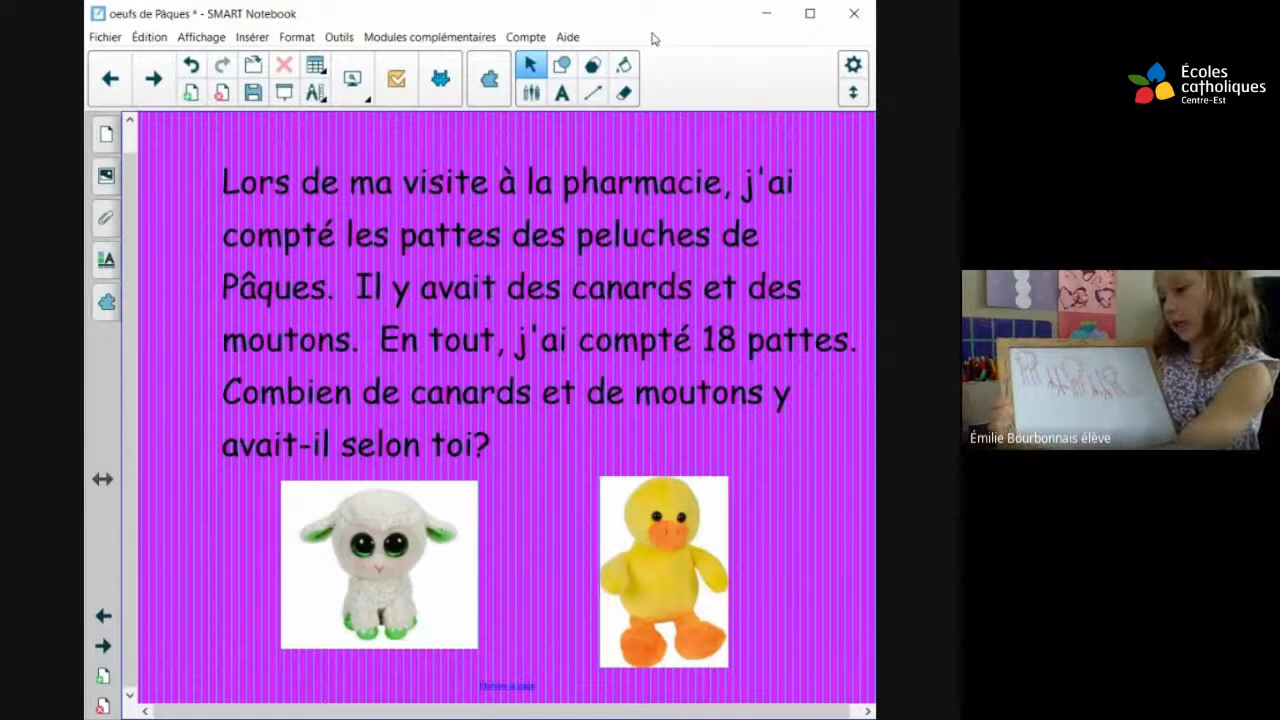 oeufs de Pâques * - SMART Notebook
Fichier Édition Affichage Insérer Format Outils Modules complémentaires Compte Aide
Lors de ma visite à la pharmacie, j'ai
compté les pattes des peluches de
Pâques. Il y avait des canards et des
moutons. En tout, j'ai compté 18 pattes.
Combien de canards et de moutons y
avait-il selon toi?
Écoles
catholiques
Centre-Est
Émilie Bourbonnais élève